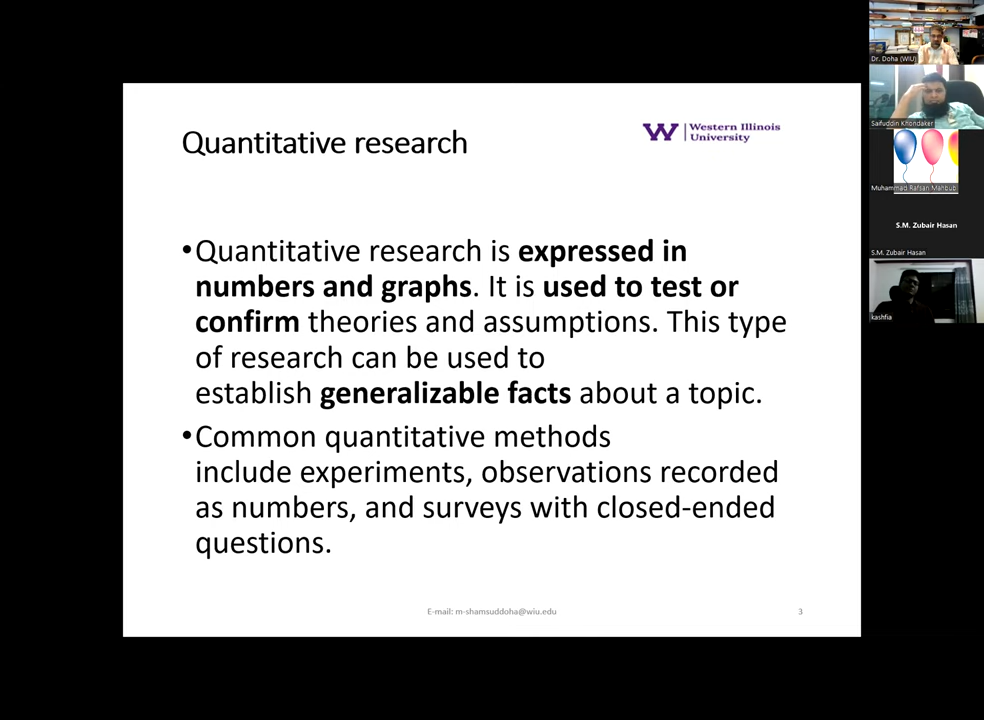 Quantitative research
Western Illinois
University
•Quantitative research is expressed in
numbers and graphs. It is used to test or
confirm theories and assumptions. This type
of research can be used to
establish generalizable facts about a topic.
•Common quantitative methods
include experiments, observations recorded
as numbers, and surveys with closed-ended
questions.
E-mail: m-shamsuddoha@wiu.edu
3
Dr. Doha (WIU)
Saifuddin Khondaker
Muhammad Rafsan Mahbub
S.M. Zubair Hasan
S.M. Zubair Hasan
kashfia